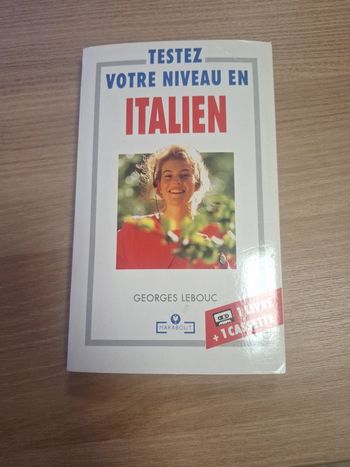 TESTEZ
VOTRE NIVEAU EN
ITALIEN
GEORGES LEBOUC
MARABOUT
1 LIVRE
+ 1 CASSETTE